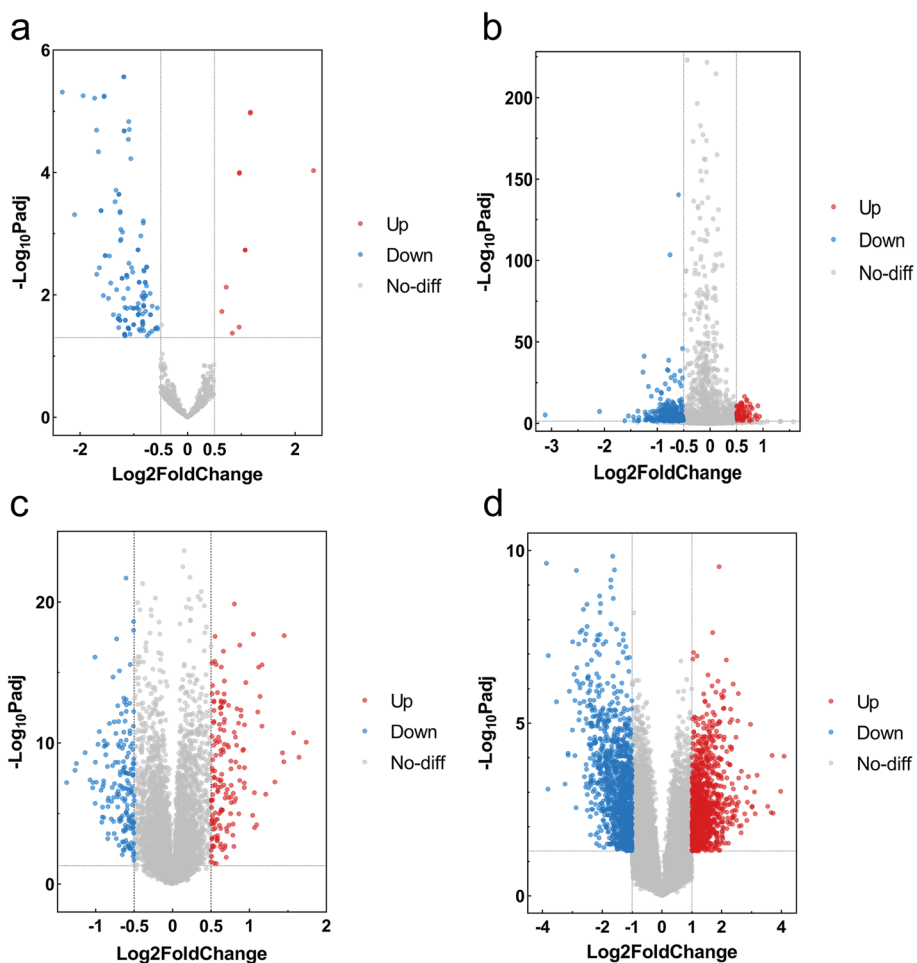 a
6
4
2
0
-Log10Padj
-2
-0.5
0
0.5
2
Log2FoldChange
Up
Down
No-diff
b
200
150
100
50
0
-Log10Padj
-3
-2
-1
-0.5
0
0.5
1
Log2FoldChange
Up
Down
No-diff
c
20
10
0
-Log10Padj
-1
-0.5
0
0.5
1
2
Log2FoldChange
Up
Down
No-diff
d
10
5
0
-Log10Padj
-4
-2
-1
0
1
2
4
Log2FoldChange
Up
Down
No-diff